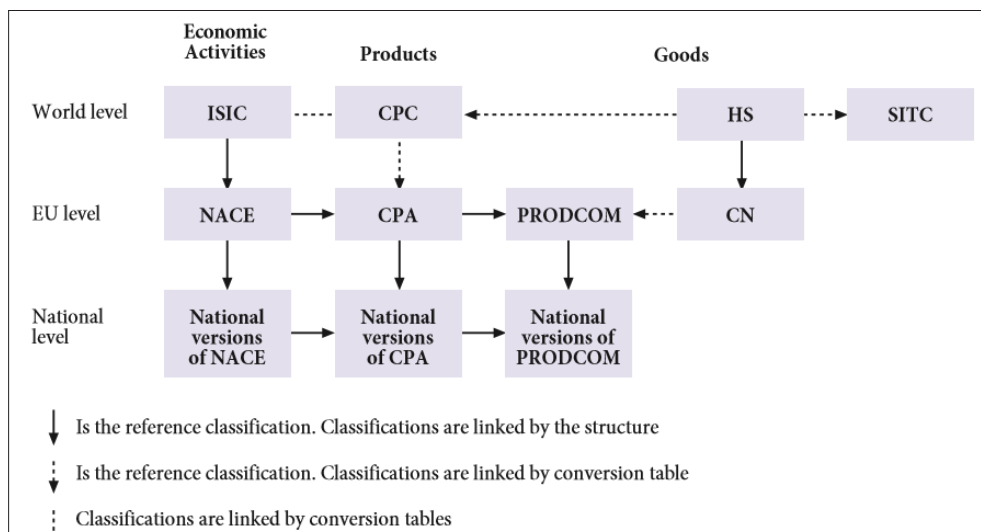 Economic
Activities
Products
Goods
World level
ISIC
CPC
HS
SITC
EU level
NACE
CPA
PRODCOM
CN
National
level
National
versions
of NACE
National
versions
of CPA
National
versions of
PRODCOM
Is the reference classification. Classifications are linked by the structure
Is the reference classification. Classifications are linked by conversion table
Classifications are linked by conversion tables